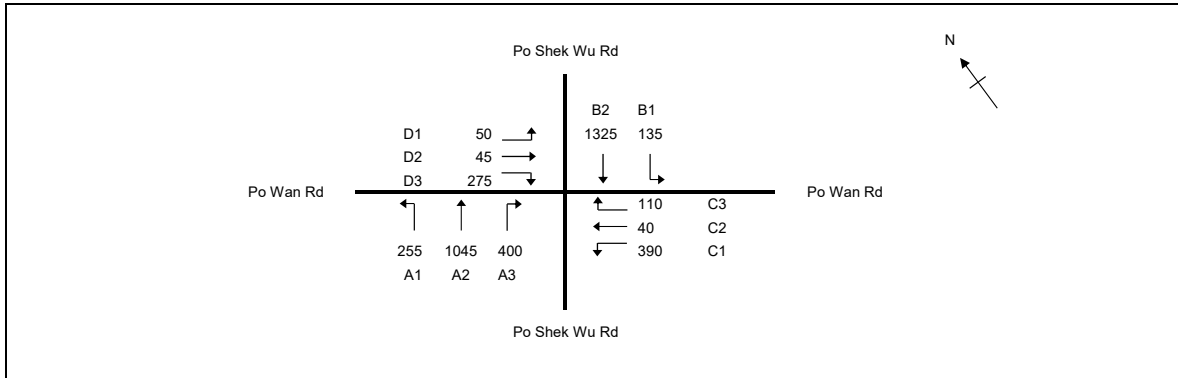 N
Po Shek Wu Rd
B2 B1
D1 50 1325 135
D2 45
D3 275
Po Wan Rd Po Wan Rd
110 C3
40 C2
255 1045 400 390 C1
A1 A2 A3
Po Shek Wu Rd